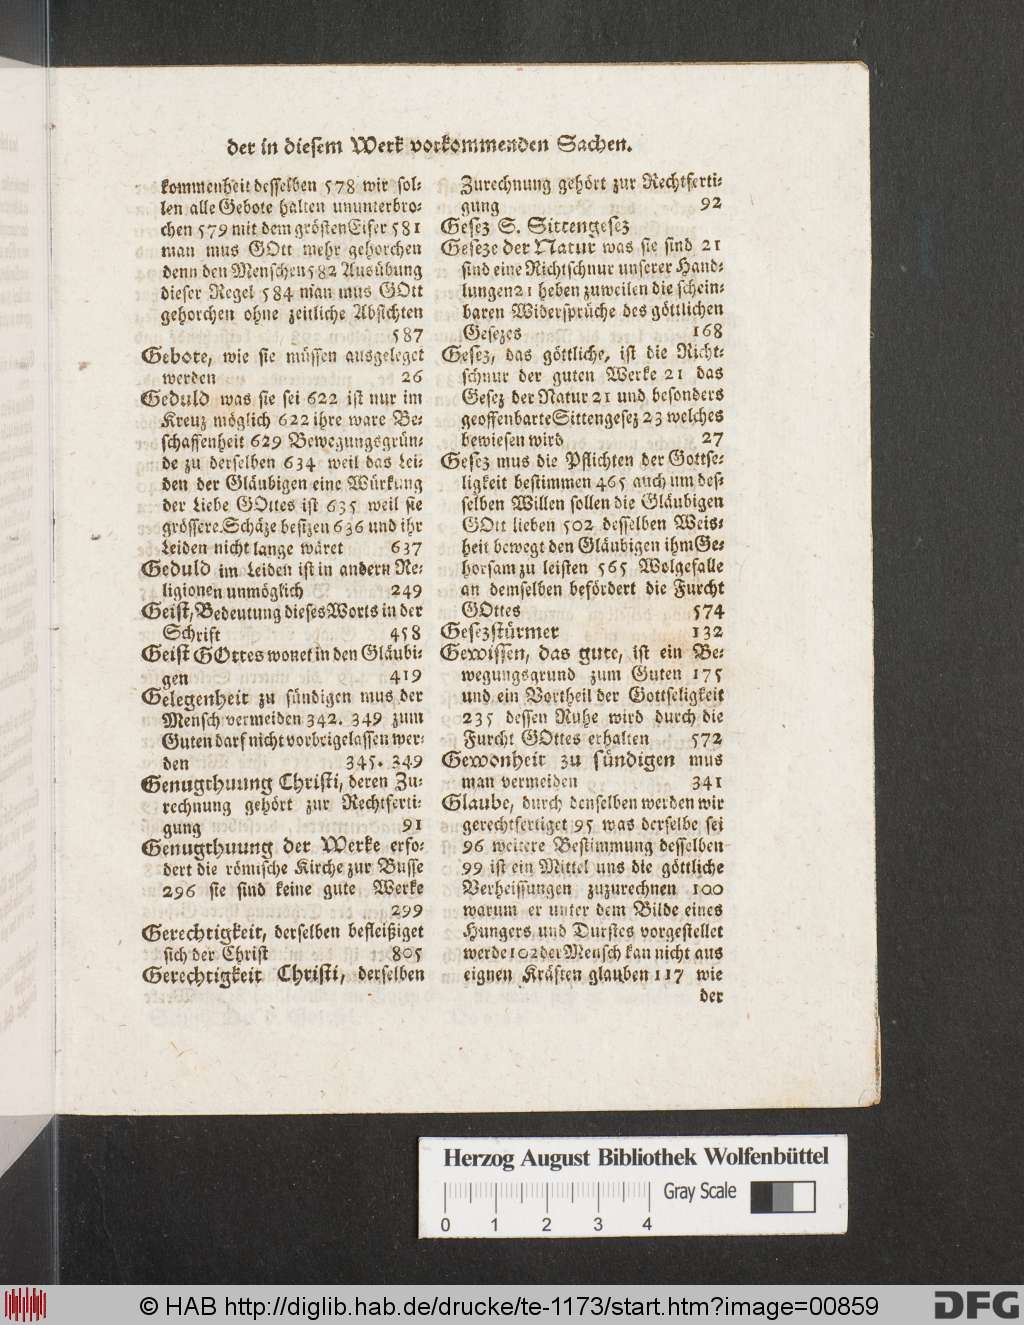 der in diesem Werk vorkommenden Sachen.
kommenheit desselben 578 wir sol-
len alle Gebote halten ununterbro-
chen 579 mit dem grösten Eifer 581
man mus GOtt mehr gehorchen
denn den Menschen 582 Ausübung
dieser Regel 584 man mus GOtt
gehorchen ohne zeitliche Absichten
587
Gebote, wie sie müssen ausgeleget
werden 26
Geduld was sie sei 622 ist nur im
Kreuz möglich 622 ihre ware Be-
schaffenheit 629 Bewegungsgrün-
de zu derselben 634 weil das Lei-
den der Gläubigen eine Würkung
der Liebe GOttes ist 635 weil sie
grössere Schäze besizen 636 und ihr
Leiden nicht lange wäret 637
Geduld im Leiden ist in andern Re-
ligionen unmöglich 249
Geist, Bedeutung dieses Worts in der
Schrift 458
Geist GOttes wonet in den Gläubi-
gen 419
Gelegenheit zu sündigen mus der
Mensch vermeiden 342. 349 zum
Guten darf nicht vorbeigelassen wer-
den 345. 349
Genugthuung Christi, deren Zu-
rechnung gehört zur Rechtferti-
gung 91
Genugthuung der Werke erfo-
dert die römische Kirche zur Busse
296 sie sind keine gute Werke
299
Gerechtigkeit, derselben befleißiget
sich der Christ 805
Gerechtigkeit Christi, derselben
Zurechnung gehört zur Rechtferti-
gung 92
Gesez S. Sittengesez
Geseze der Natur was sie sind 21
sind eine Richtschnur unserer Hand-
lungen 21 heben zuweilen die schein-
baren Widersprüche des göttlichen
Gesezes 168
Gesez, das göttliche, ist die Richt-
schnur der guten Werke 21 das
Gesez der Natur 21 und besonders
geoffenbarte Sittengesez 23 welches
bewiesen wird 27
Gesez mus die Pflichten der Gottse-
ligkeit bestimmen 465 auch um des-
selben Willen sollen die Gläubigen
GOtt lieben 502 desselben Weis-
heit bewegt den Gläubigen ihm Ge-
horsam zu leisten 565 Wolgefalle
an demselben befördert die Furcht
GOttes 574
Gesezstürmer 132
Gewissen, das gute, ist ein Be-
wegungsgrund zum Guten 175
und ein Vortheil der Gottseligkeit
235 dessen Ruhe wird durch die
Furcht GOttes erhalten 572
Gewonheit zu sündigen mus
man vermeiden 341
Glaube, durch denselben werden wir
gerechtfertiget 95 was derselbe sei
96 weitere Bestimmung desselben
99 ist ein Mittel uns die göttliche
Verheissungen zuzurechnen 100
warum er unter dem Bilde eines
Hungers und Durstes vorgestellet
werde 102 der Mensch kan nicht aus
eignen Kräften glauben 117 wie
der
Herzog August Bibliothek Wolfenbüttel
Gray Scale
0 1 2 3 4
© HAB http://diglib.hab.de/drucke/te-1173/start.htm?image=00859
DFG